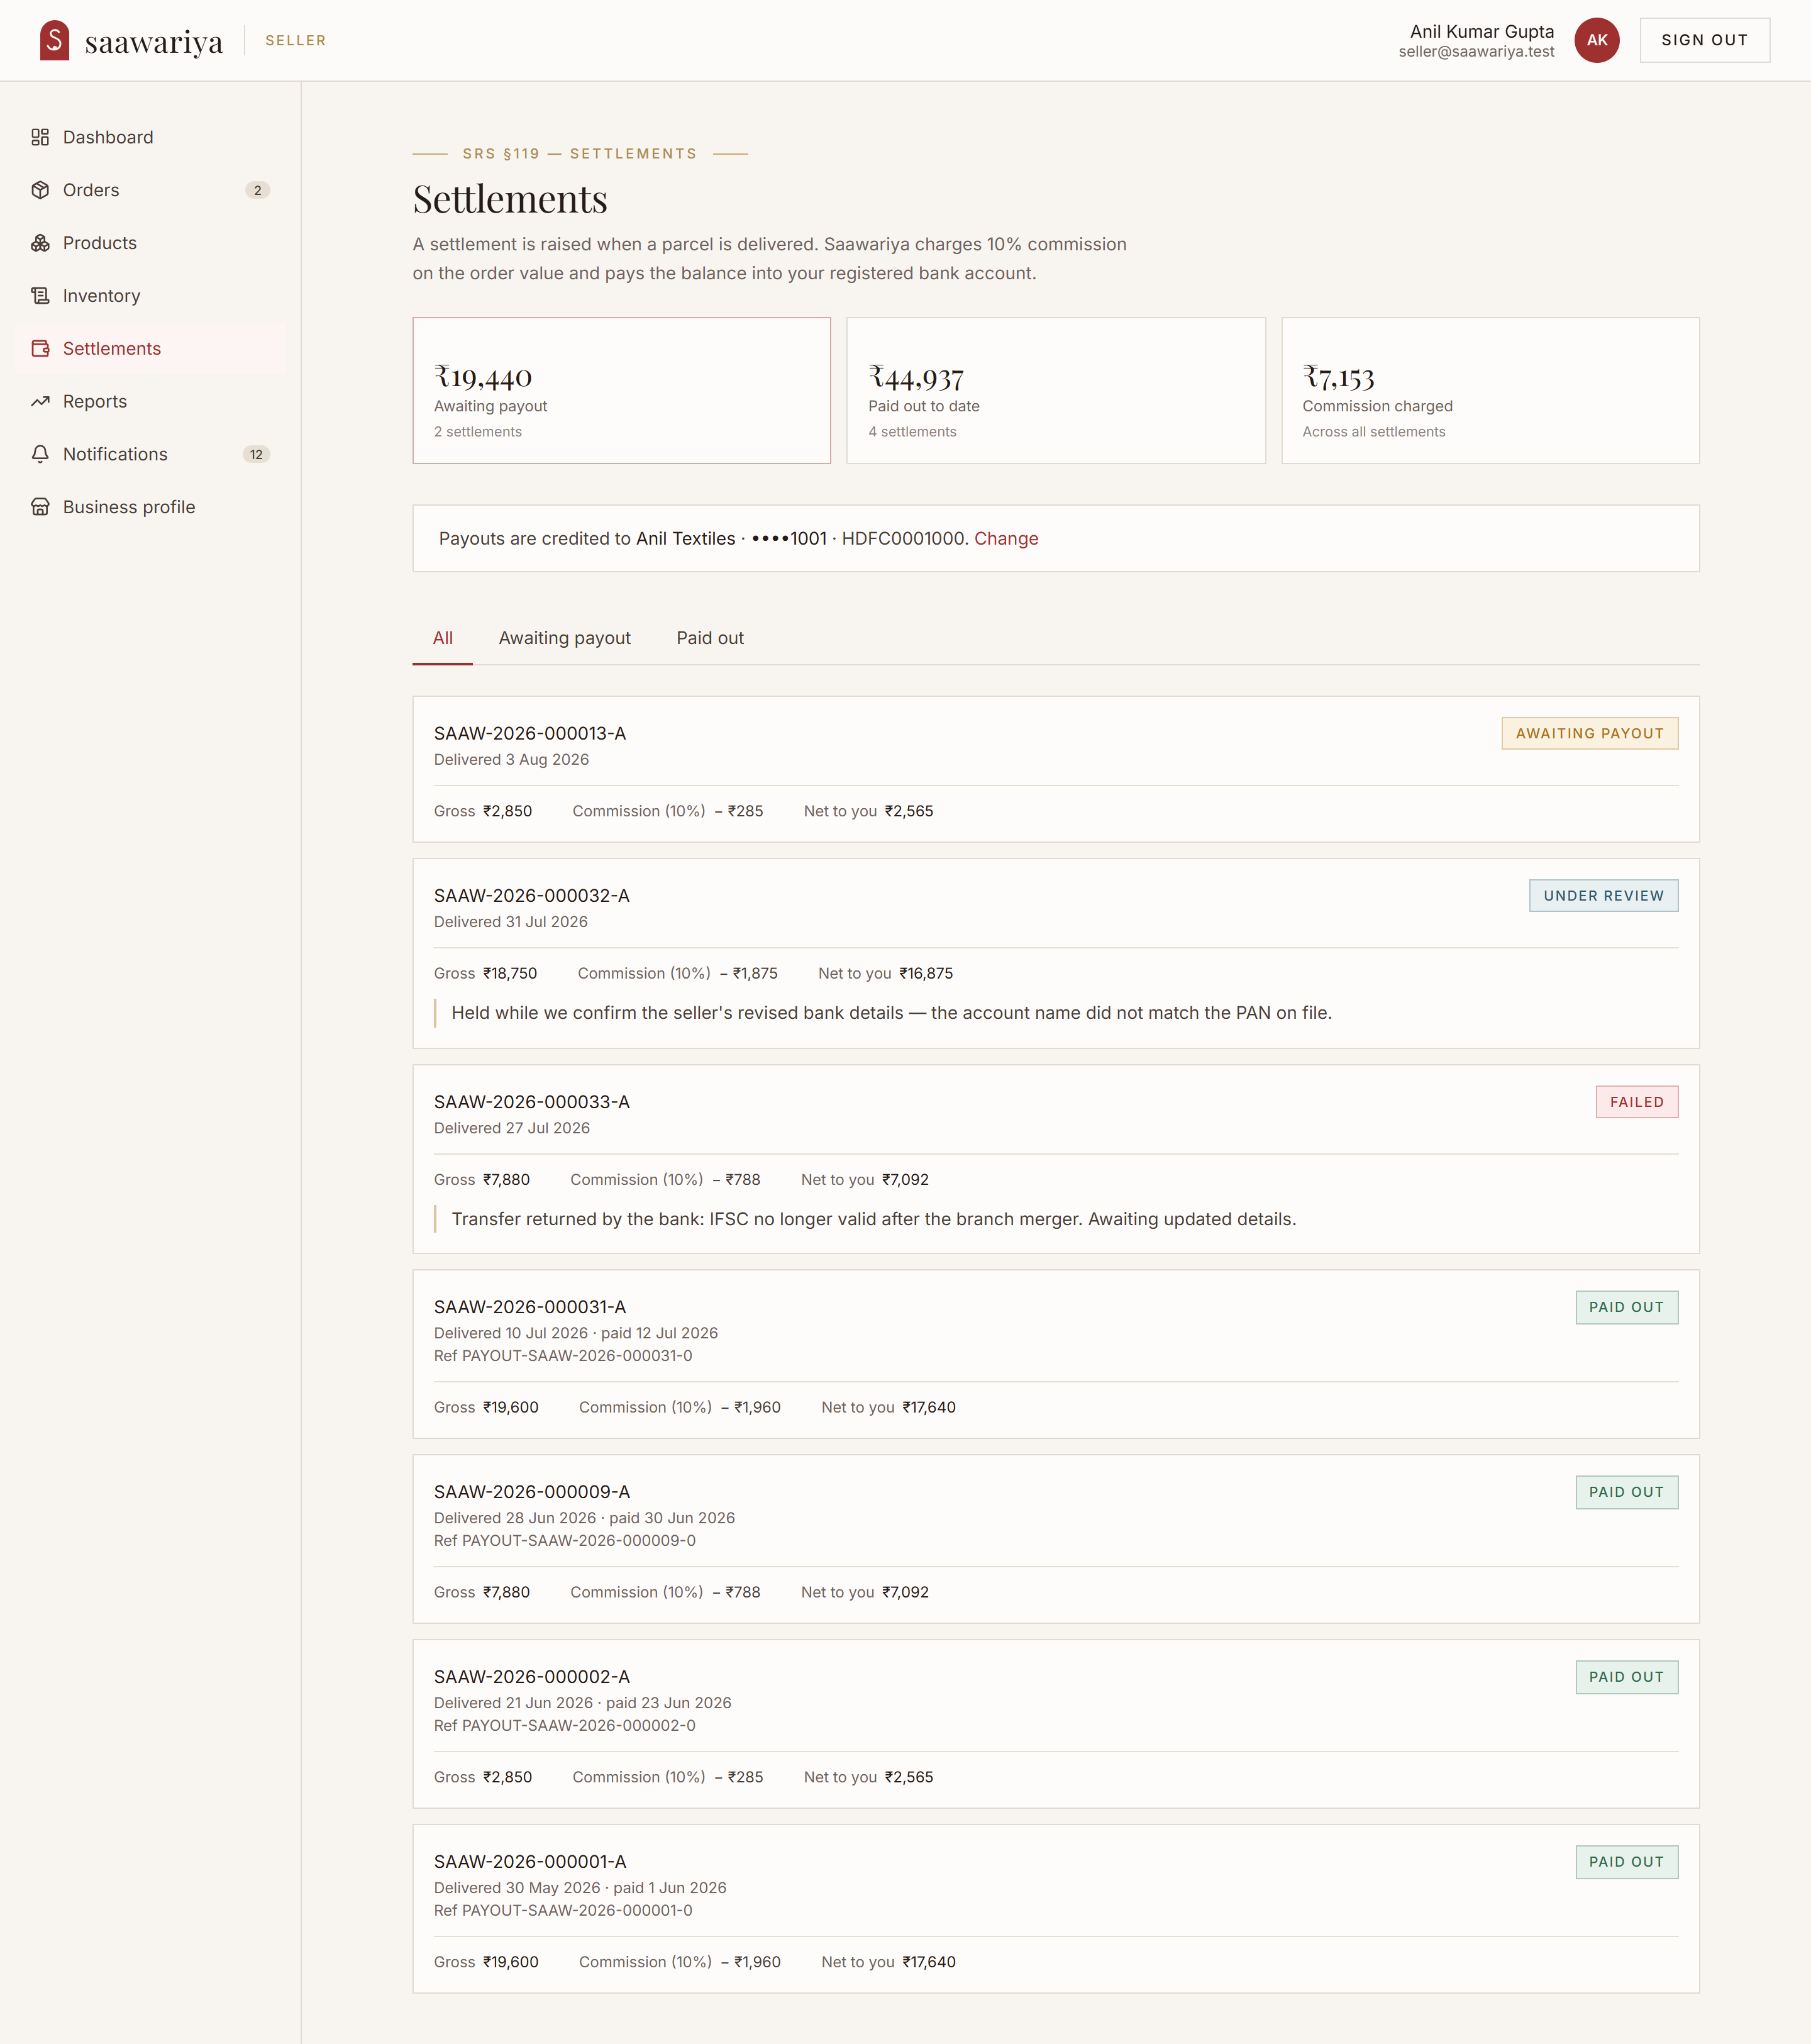 saawariya
SELLER
Anil Kumar Gupta
seller@saawariya.test
AK
SIGN OUT
Dashboard
Orders 2
Products
Inventory
Settlements
Reports
Notifications 12
Business profile
SRS §119 — SETTLEMENTS
Settlements
A settlement is raised when a parcel is delivered. Saawariya charges 10% commission
on the order value and pays the balance into your registered bank account.
₹19,440
Awaiting payout
2 settlements
₹44,937
Paid out to date
4 settlements
₹7,153
Commission charged
Across all settlements
Payouts are credited to Anil Textiles · ••••1001 · HDFC0001000. Change
All Awaiting payout Paid out
SAAW-2026-000013-A AWAITING PAYOUT
Delivered 3 Aug 2026
Gross ₹2,850 Commission (10%) − ₹285 Net to you ₹2,565
SAAW-2026-000032-A UNDER REVIEW
Delivered 31 Jul 2026
Gross ₹18,750 Commission (10%) − ₹1,875 Net to you ₹16,875
Held while we confirm the seller's revised bank details — the account name did not match the PAN on file.
SAAW-2026-000033-A FAILED
Delivered 27 Jul 2026
Gross ₹7,880 Commission (10%) − ₹788 Net to you ₹7,092
Transfer returned by the bank: IFSC no longer valid after the branch merger. Awaiting updated details.
SAAW-2026-000031-A PAID OUT
Delivered 10 Jul 2026 · paid 12 Jul 2026
Ref PAYOUT-SAAW-2026-000031-0
Gross ₹19,600 Commission (10%) − ₹1,960 Net to you ₹17,640
SAAW-2026-000009-A PAID OUT
Delivered 28 Jun 2026 · paid 30 Jun 2026
Ref PAYOUT-SAAW-2026-000009-0
Gross ₹7,880 Commission (10%) − ₹788 Net to you ₹7,092
SAAW-2026-000002-A PAID OUT
Delivered 21 Jun 2026 · paid 23 Jun 2026
Ref PAYOUT-SAAW-2026-000002-0
Gross ₹2,850 Commission (10%) − ₹285 Net to you ₹2,565
SAAW-2026-000001-A PAID OUT
Delivered 30 May 2026 · paid 1 Jun 2026
Ref PAYOUT-SAAW-2026-000001-0
Gross ₹19,600 Commission (10%) − ₹1,960 Net to you ₹17,640